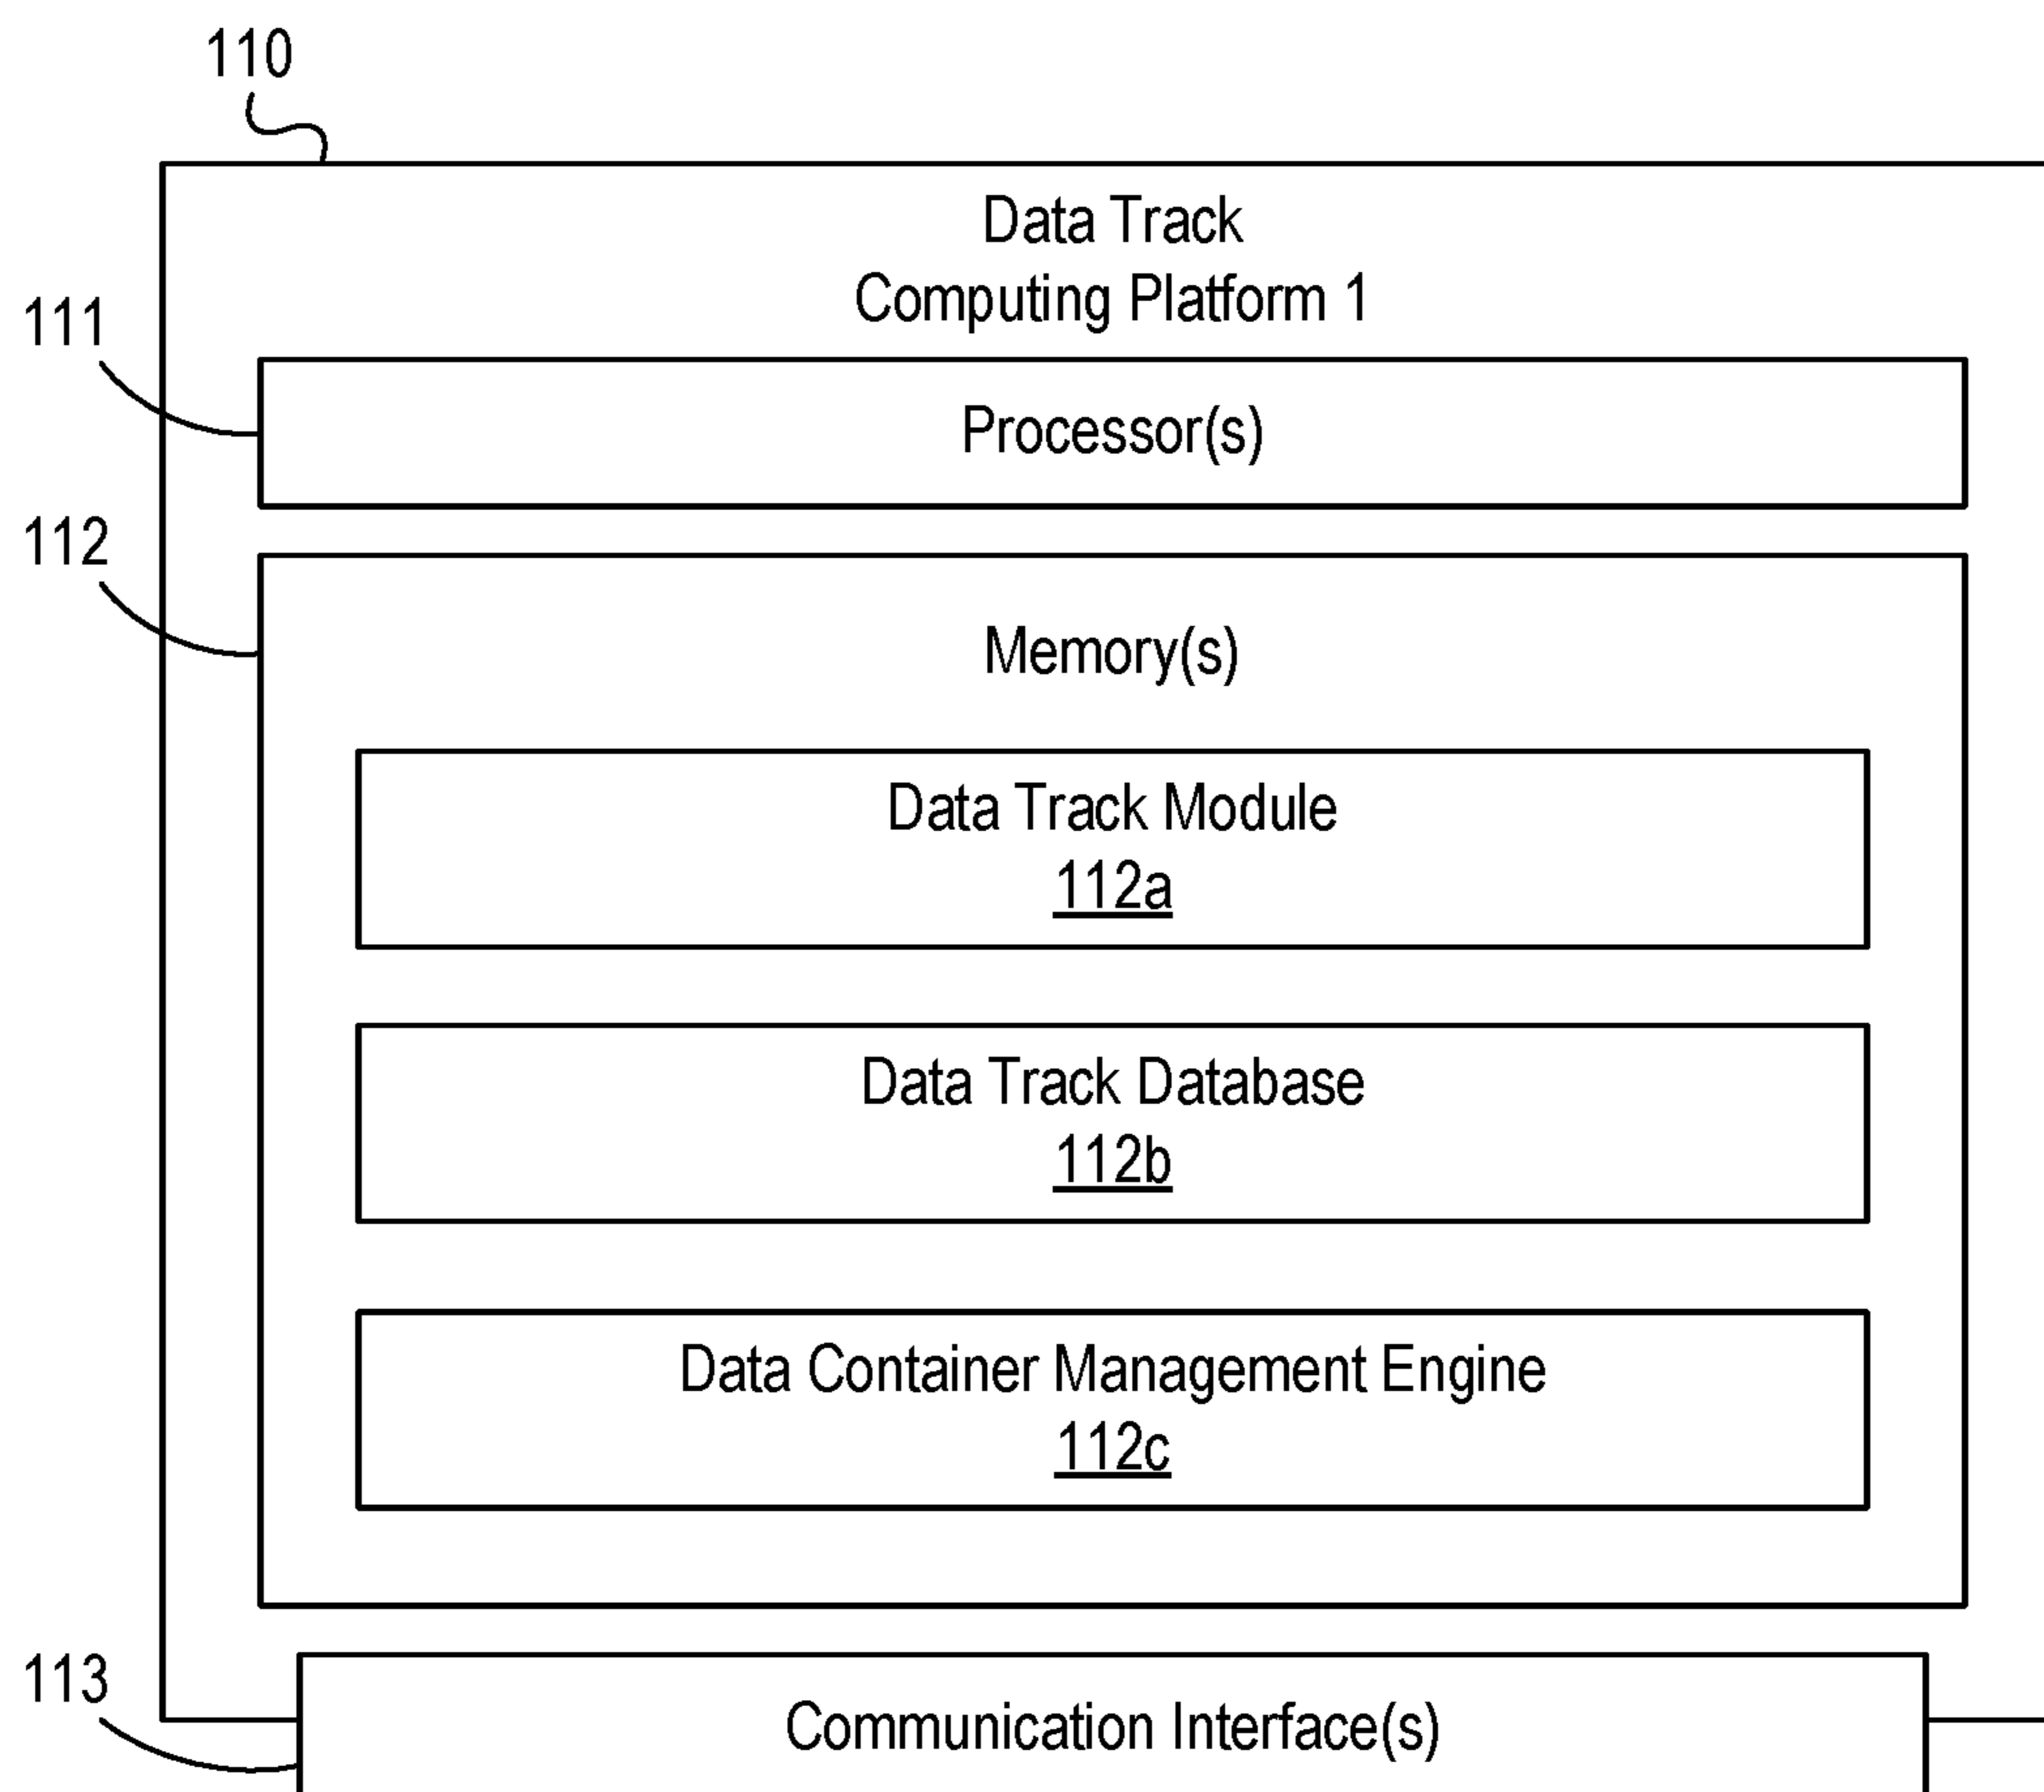 110
Data Track
Computing Platform 1
111
Processor(s)
112
Memory(s)
Data Track Module
112a
Data Track Database
112b
Data Container Management Engine
112c
113
Communication Interface(s)